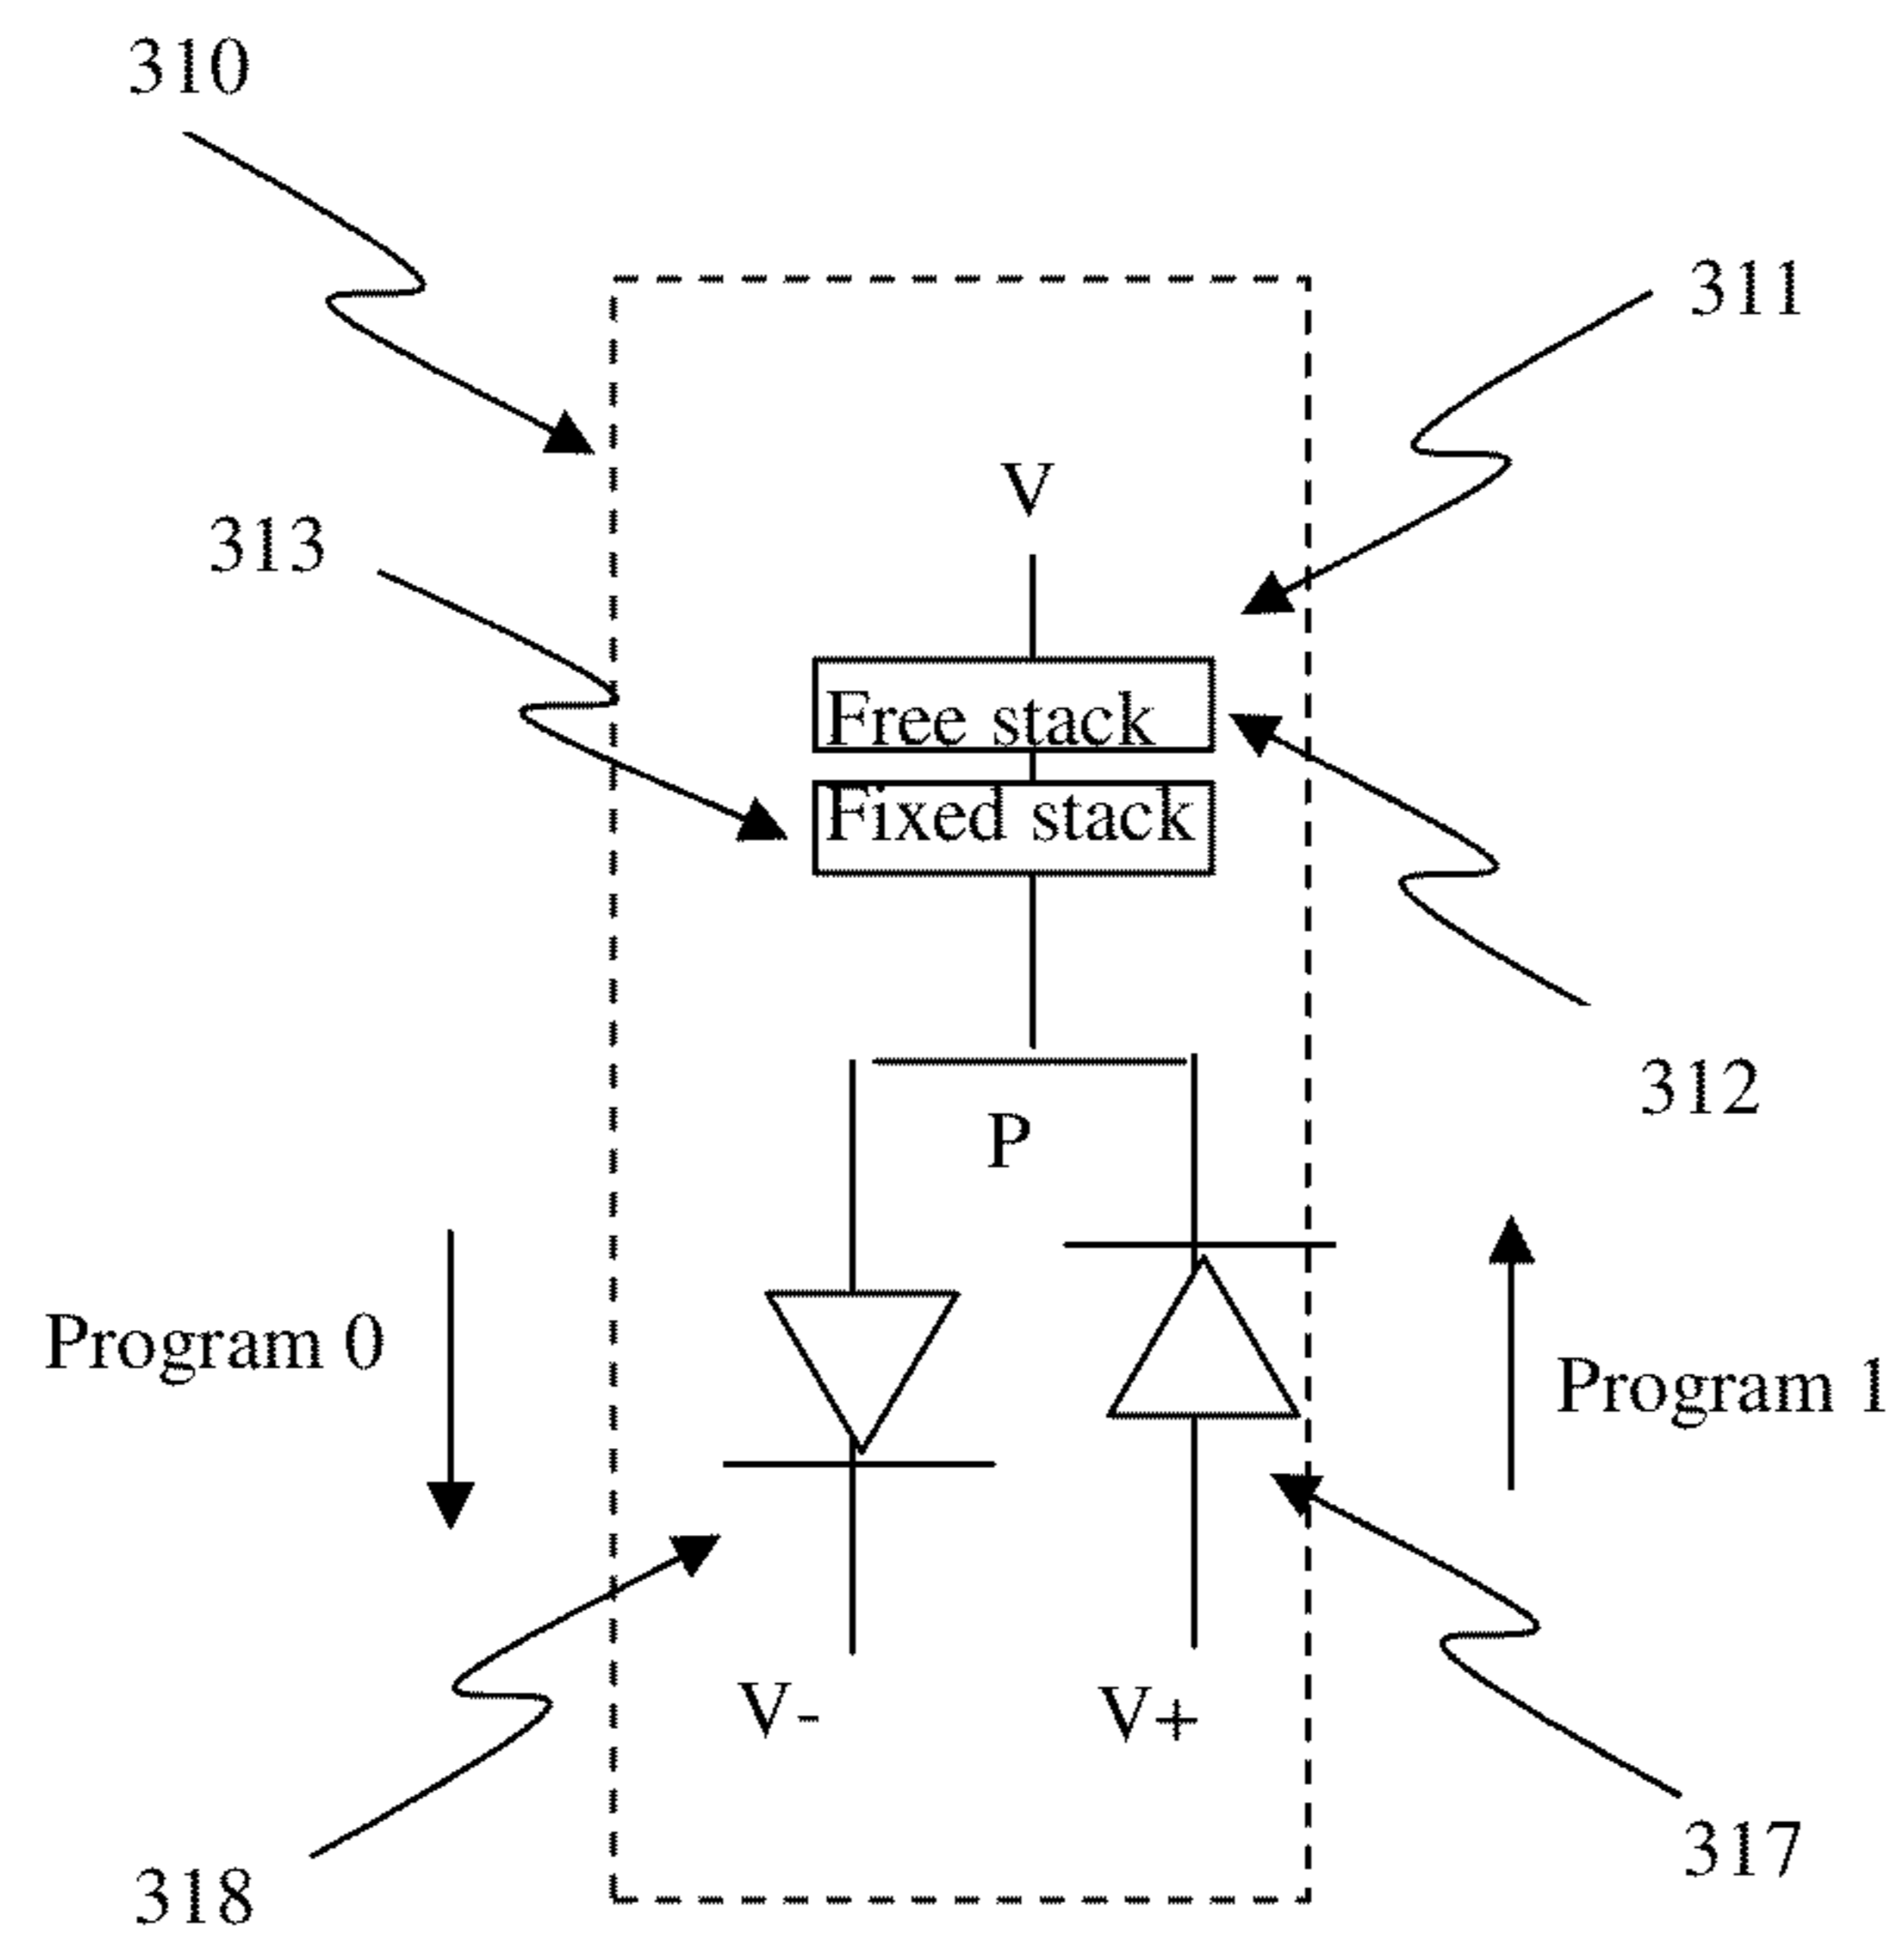 310
311
V
313
Free stack
Fixed stack
312
P
Program 0
Program 1
V-
V+
317
318